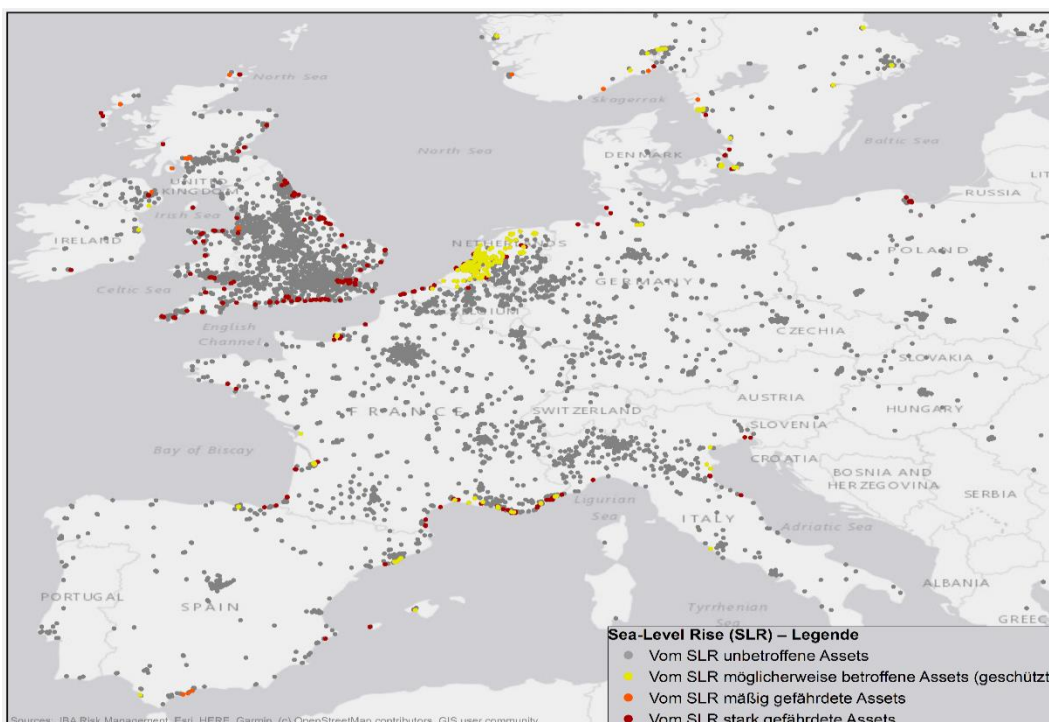 North Sea
Skagerrak
North Sea
Baltic Sea
DENMARK
LIT
RUSSIA
UNITED
KINGDOM
Irish Sea
IRELAND
NETHERLANDS
POLAND
GERMANY
Celtic Sea
BELGIUM
English
Channel
CZECHIA
SLOVAKIA
AUSTRIA
FRANCE
SWITZERLAND
HUNGARY
SLOVENIA
Bay of Biscay
CROATIA
BOSNIA AND
HERZEGOVINA
Ligurian
Sea
SERBIA
ITALY
Adriatic Sea
ALBANIA
PORTUGAL
SPAIN
Tyrrhenian
Sea
GREEC
Sea-Level Rise (SLR) – Legende
Vom SLR unbetroffene Assets
Vom SLR möglicherweise betroffene Assets (geschützt
Vom SLR mäßig gefährdete Assets
Vom SLR stark gefährdete Assets
Sources: JBA Risk Management, Esri, HERE, Garmin, (c) OpenStreetMap contributors, GIS user community